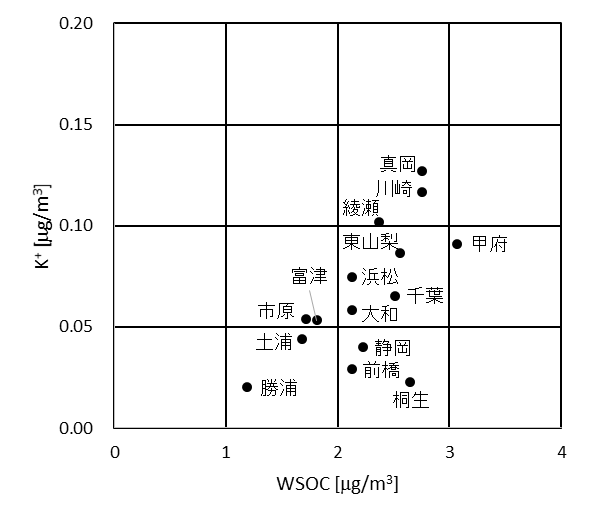 0.20
0.15
0.10
0.05
0.00
K⁺ [μg/m³]
真岡
川崎
綾瀬
東山梨
甲府
富津
浜松
千葉
市原
大和
土浦
静岡
前橋
勝浦
桐生
0 1 2 3 4
WSOC [μg/m³]